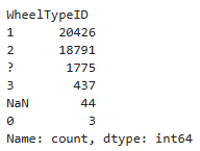 WheelTypeID
1      20426
2      18791
?       1775
3        437
NaN       44
0          3
Name: count, dtype: int64